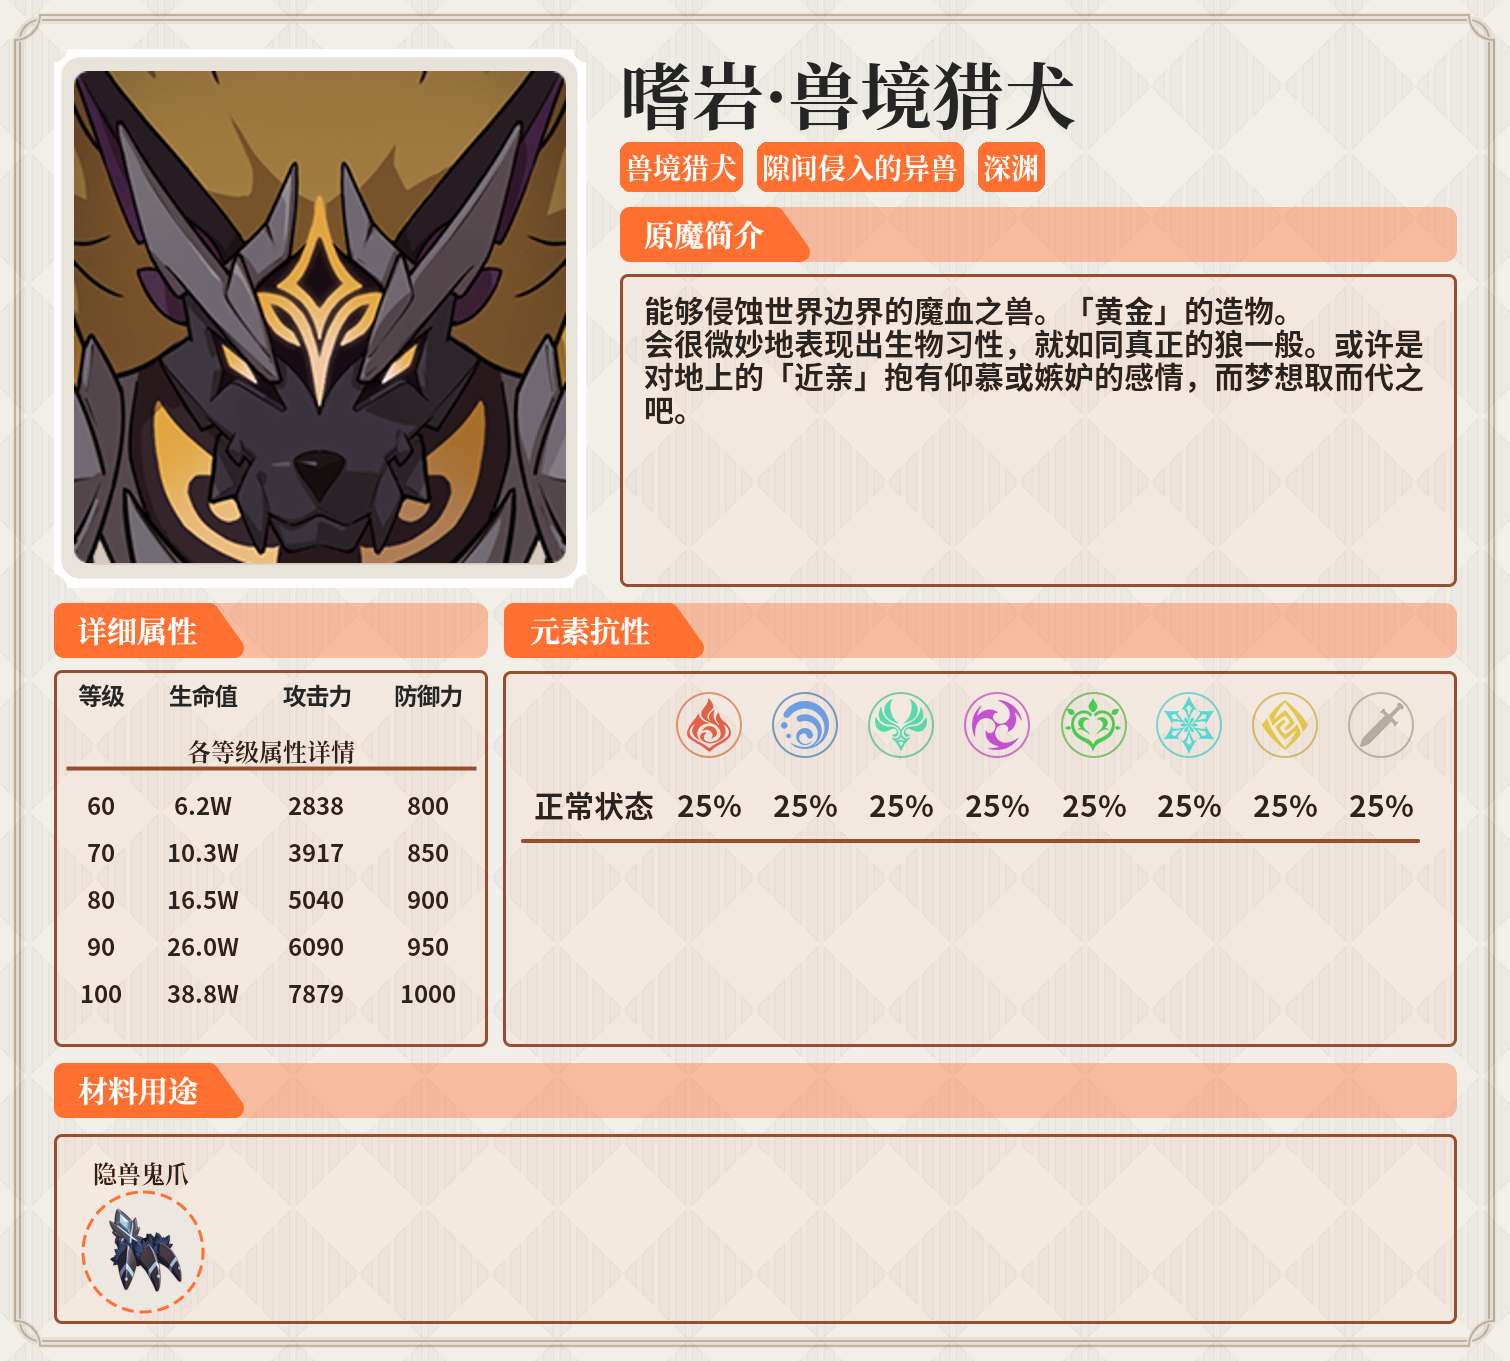 嗜岩·兽境猎犬
兽境猎犬 隙间侵入的异兽 深渊
原魔简介
能够侵蚀世界边界的魔血之兽。「黄金」的造物。
会很微妙地表现出生物习性，就如同真正的狼一般。或许是
对地上的「近亲」抱有仰慕或嫉妒的感情，而梦想取而代之
吧。
详细属性
等级 生命值 攻击力 防御力
各等级属性详情
60 6.2W 2838 800
70 10.3W 3917 850
80 16.5W 5040 900
90 26.0W 6090 950
100 38.8W 7879 1000
元素抗性
正常状态 25% 25% 25% 25% 25% 25% 25% 25%
材料用途
隐兽鬼爪